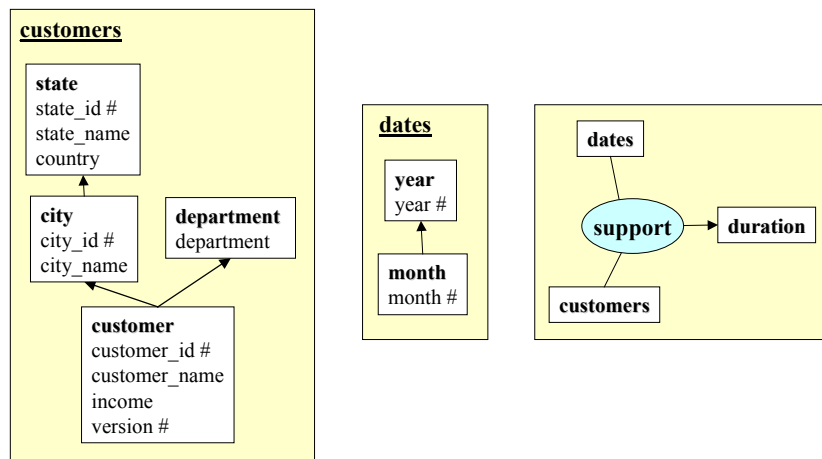 customers
state
state_id #
state_name
country
city
city_id #
city_name
department
department
customer
customer_id #
customer_name
income
version #
dates
year
year #
month
month #
dates
support
duration
customers